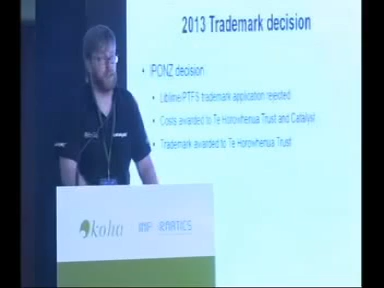 2013 Trademark decision
• IPONZ decision
• Liblime/PTFS trademark application rejected
• Costs awarded to Te Horowhenua Trust and Catalyst
• Trademark awarded to Te Horowhenua Trust
koha